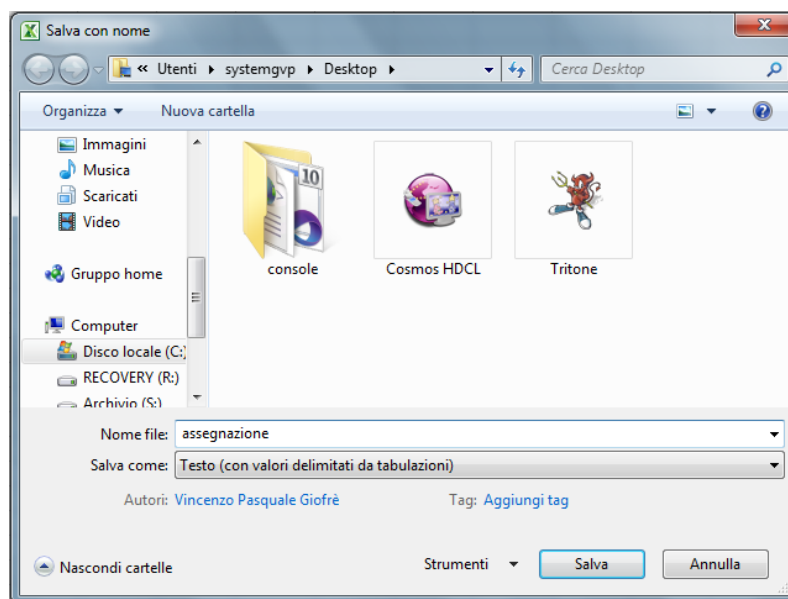 Salva con nome
« Utenti ▸ systemgvp ▸ Desktop ▸
Cerca Desktop
Organizza
Nuova cartella
Immagini
Musica
Scaricati
Video
Gruppo home
Computer
Disco locale (C:)
RECOVERY (R:)
Archivio (S:)
10
console
Cosmos HDCL
Tritone
Nome file: assegnazione
Salva come: Testo (con valori delimitati da tabulazioni)
Autori: Vincenzo Pasquale Giofrè
Tag: Aggiungi tag
Nascondi cartelle
Strumenti
Salva
Annulla